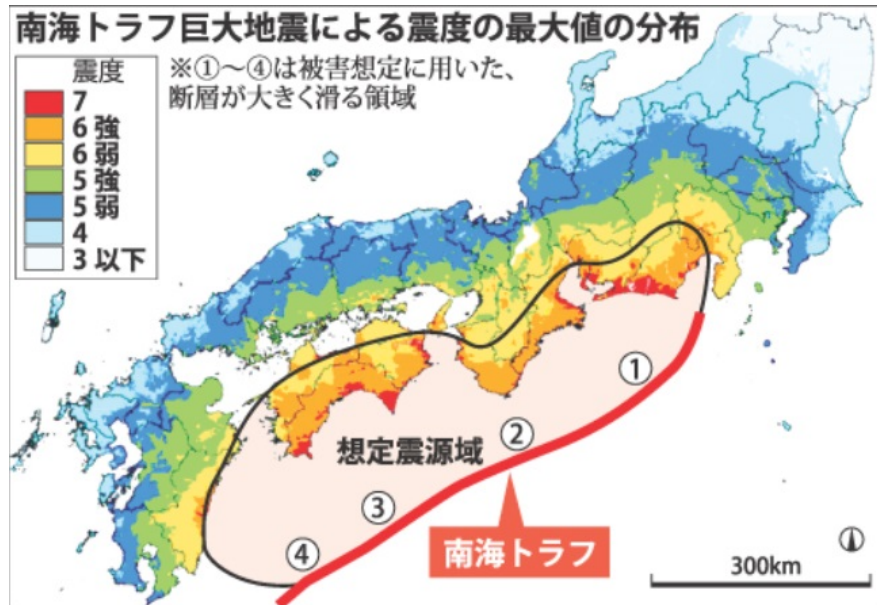 南海トラフ巨大地震による震度の最大値の分布
震度
7
6強
6弱
5強
5弱
4
3以下
※①～④は被害想定に用いた、
断層が大きく滑る領域
①
②
想定震源域
③
④
南海トラフ
300km